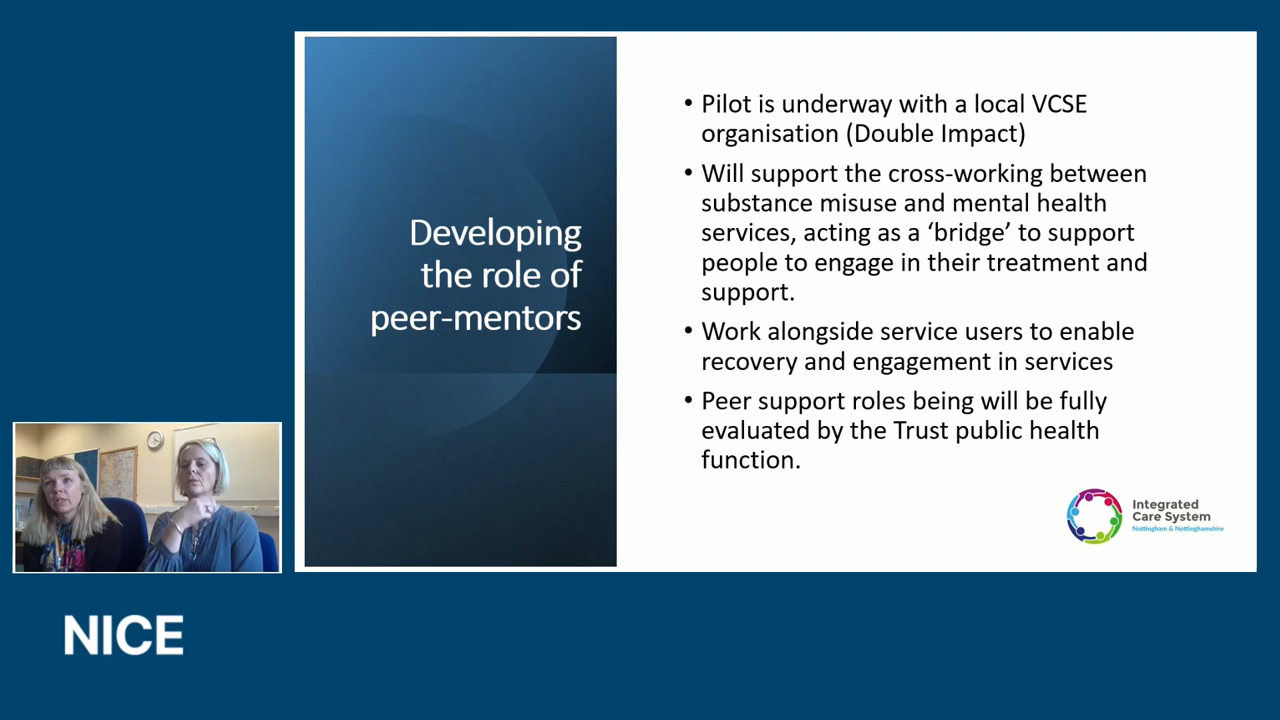 Developing
the role of
peer-mentors
• Pilot is underway with a local VCSE
organisation (Double Impact)
• Will support the cross-working between
substance misuse and mental health
services, acting as a ‘bridge’ to support
people to engage in their treatment and
support.
• Work alongside service users to enable
recovery and engagement in services
• Peer support roles being will be fully
evaluated by the Trust public health
function.
Integrated
Care System
Nottingham & Nottinghamshire
NICE